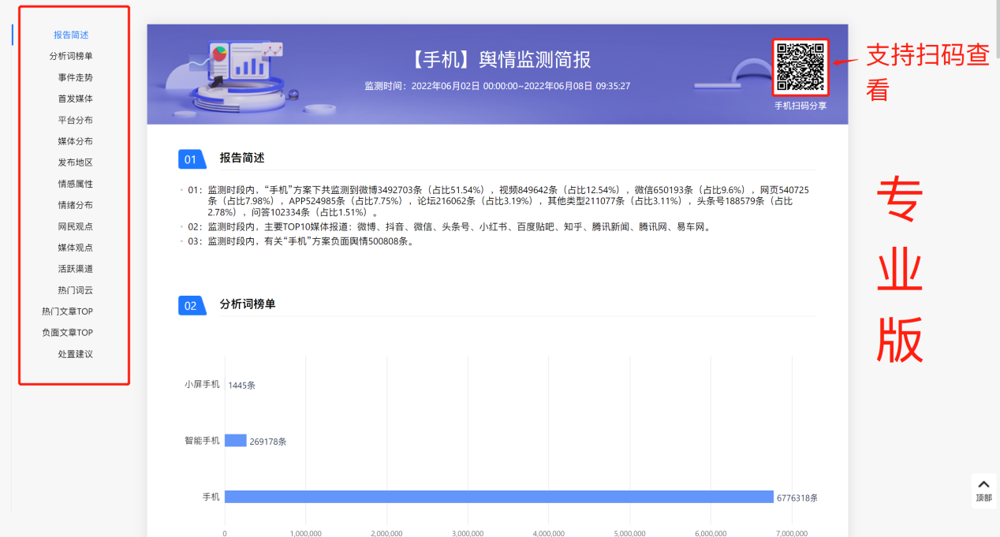 报告简述
分析词榜单
事件走势
首发媒体
平台分布
媒体分布
发布地区
情感属性
情绪分布
网民观点
媒体观点
活跃渠道
热门词云
热门文章TOP
负面文章TOP
处置建议
【手机】舆情监测简报
监测时间：2022年06月02日 00:00:00~2022年06月08日 09:35:27
手机扫码分享
支持扫码查
看
专
业
版
01 报告简述
01：监测时段内，“手机”方案下共监测到微博3492703条（占比51.54%），视频849642条（占比12.54%），微信650193条（占比9.6%），网页540725
条（占比7.98%），APP524985条（占比7.75%），论坛216062条（占比3.19%），其他类型211077条（占比3.11%），头条号188579条（占比
2.78%），问答102334条（占比1.51%）。
02：监测时段内，主要TOP10媒体报道：微博、抖音、微信、头条号、小红书、百度贴吧、知乎、腾讯新闻、腾讯网、易车网。
03：监测时段内，有关“手机”方案负面舆情500808条。
02 分析词榜单
小屏手机 1445条
智能手机 269178条
手机 6776318条
0 1,000,000 2,000,000 3,000,000 4,000,000 5,000,000 6,000,000 7,000,000
顶部